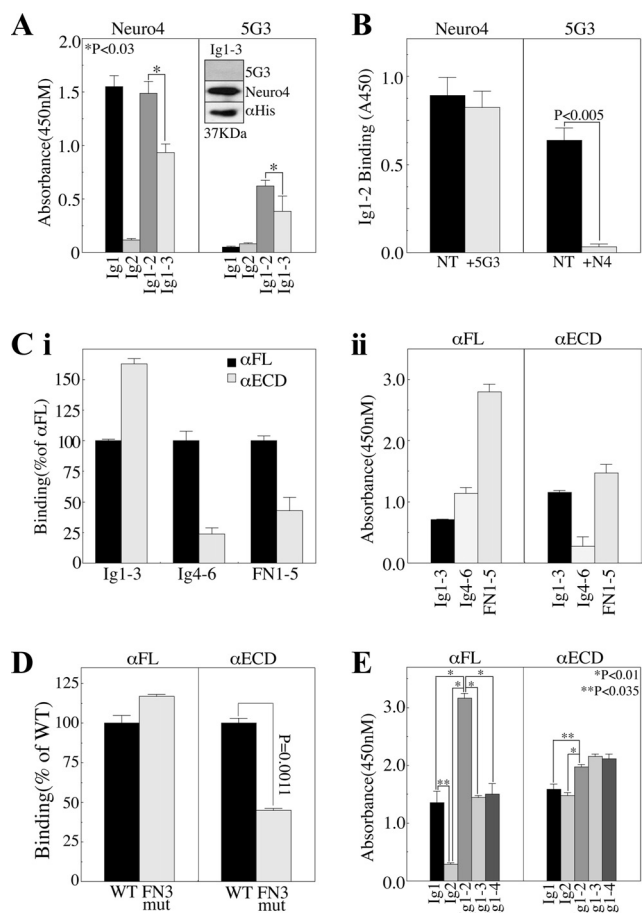 A
Neuro4 5G3
*P<0.03
Absorbance(450nM)
2.0
1.5
1.0
0.5
0
* *
Ig1-3
5G3
Neuro4
αHis
37KDa
Ig1 Ig2 Ig1-2 Ig1-3 Ig1 Ig2 Ig1-2 Ig1-3
B
Neuro4 5G3
Ig1-2 Binding (A450)
1.0
0.5
0.0
P<0.005
NT +5G3 NT +N4
C i
Binding(%of αFL)
150
125
100
75
50
25
0
αFL
αECD
Ig1-3 Ig4-6 FN1-5
ii
αFL αECD
Absorbance(450nM)
3.0
2.0
1.0
0.0
Ig1-3 Ig4-6 FN1-5 Ig1-3 Ig4-6 FN1-5
D
αFL αECD
Binding(% of WT)
125
100
75
50
25
0
P=0.0011
WT FN3 WT FN3
mut mut
E
αFL αECD
*P<0.01
**P<0.035
Absorbance(450nM)
3.0
2.0
1.0
0.0
* * * * **
** *
Ig1 Ig2 g1-2 g1-3 g1-4 Ig1 Ig2 g1-2 g1-3 g1-4